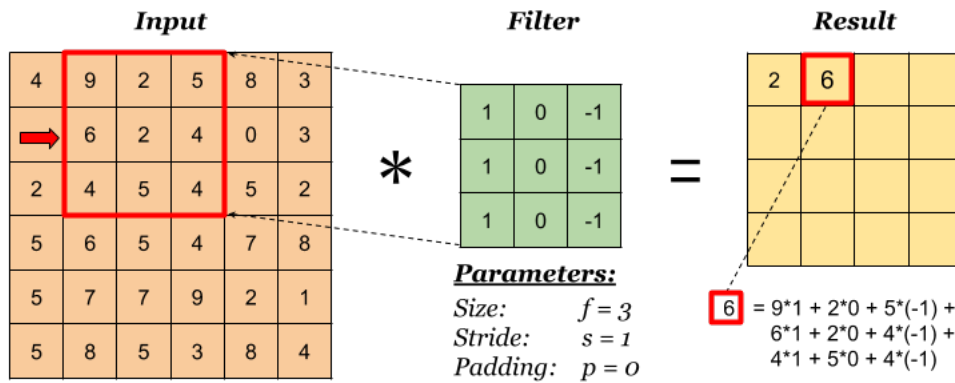 Input
Filter
Result
4 9 2 5 8 3
6 2 4 0 3
2 4 5 4 5 2
5 6 5 4 7 8
5 7 7 9 2 1
5 8 5 3 8 4
*
1 0 -1
1 0 -1
1 0 -1
=
2 6
Parameters:
Size: f = 3
Stride: s = 1
Padding: p = 0
6 = 9*1 + 2*0 + 5*(-1) +
6*1 + 2*0 + 4*(-1) +
4*1 + 5*0 + 4*(-1)